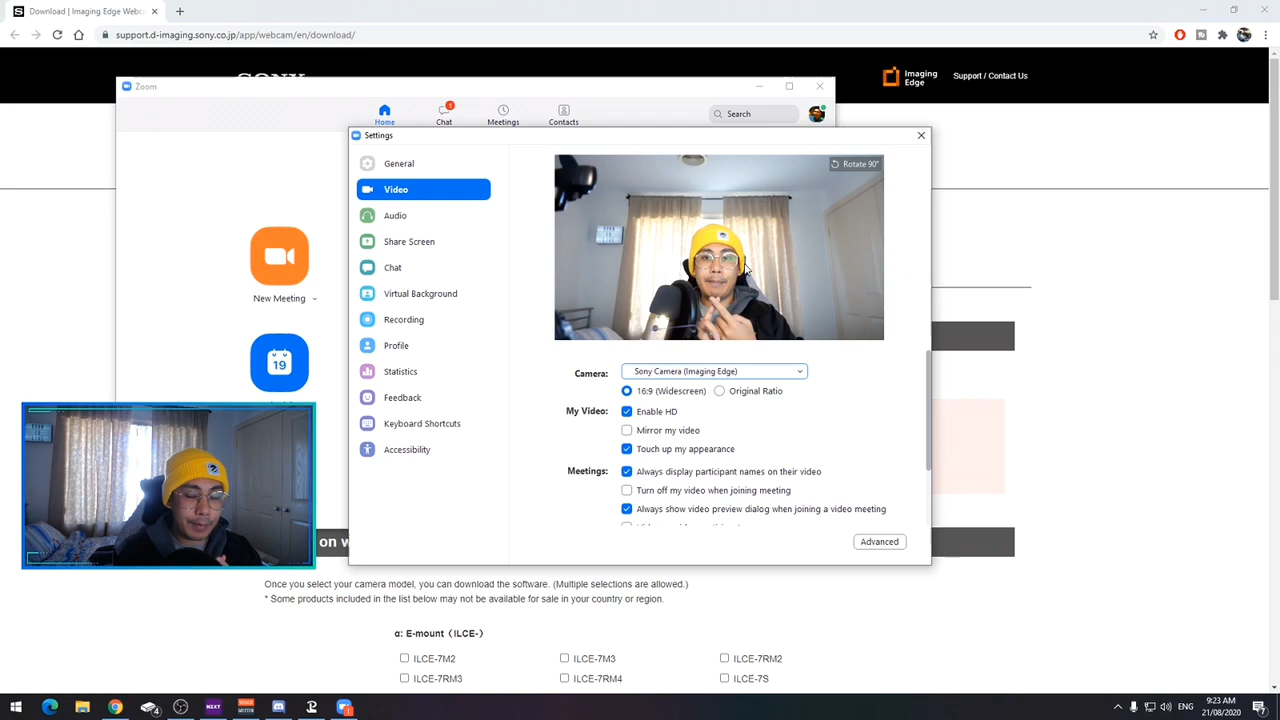 Download | Imaging Edge Webc
support.d-imaging.sony.co.jp/app/webcam/en/download/
SONY
Imaging
Edge
Support / Contact Us
Zoom
1
Home
Chat
Meetings
Contacts
Search
Settings
General
Video
Audio
Share Screen
Chat
Virtual Background
Recording
Profile
Statistics
Feedback
Keyboard Shortcuts
Accessibility
Rotate 90°
Camera:
Sony Camera (Imaging Edge)
16:9 (Widescreen)
Original Ratio
My Video:
Enable HD
Mirror my video
Touch up my appearance
Meetings:
Always display participant names on their video
Turn off my video when joining meeting
Always show video preview dialog when joining a video meeting
Advanced
New Meeting
19
on w
Once you select your camera model, you can download the software. (Multiple selections are allowed.)
* Some products included in the list below may not be available for sale in your country or region.
α: E-mount（ILCE-）
ILCE-7M2
ILCE-7M3
ILCE-7RM2
ILCE-7RM3
ILCE-7RM4
ILCE-7S
NEXT
ENG
9:23 AM
21/08/2020
7